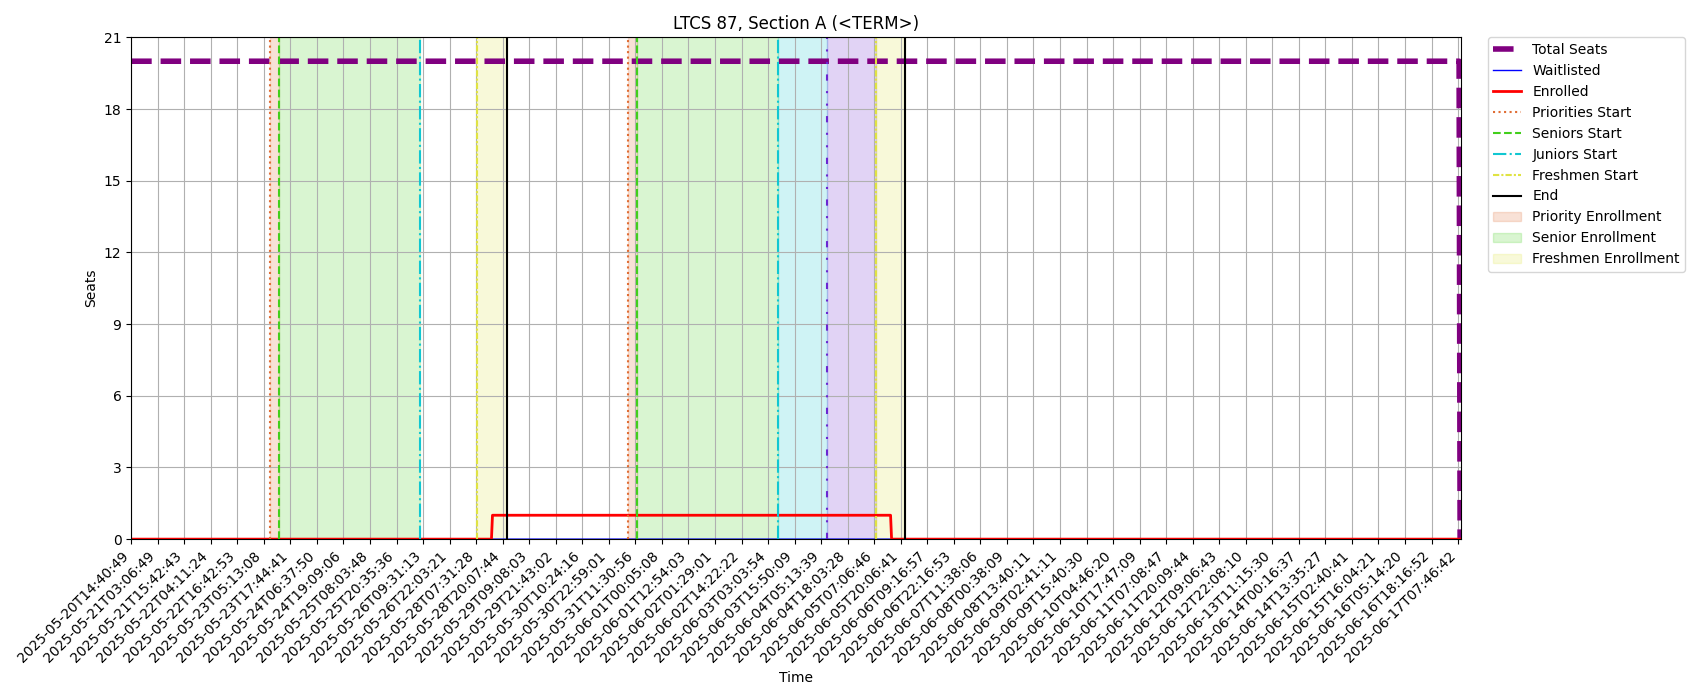 LTCS 87, Section A (<TERM>)
21
18
15
12
9
6
3
0
Seats
Total Seats
Waitlisted
Enrolled
Priorities Start
Seniors Start
Juniors Start
Freshmen Start
End
Priority Enrollment
Senior Enrollment
Freshmen Enrollment
2025-05-20T14:40:49
2025-05-21T03:06:49
2025-05-21T15:42:43
2025-05-22T04:11:24
2025-05-22T16:42:53
2025-05-23T05:13:08
2025-05-23T17:44:41
2025-05-24T06:37:50
2025-05-24T19:09:06
2025-05-25T08:03:48
2025-05-25T20:35:36
2025-05-26T09:31:13
2025-05-26T22:03:21
2025-05-28T07:31:28
2025-05-28T20:07:44
2025-05-29T09:08:03
2025-05-29T21:43:02
2025-05-30T10:24:16
2025-05-30T22:59:01
2025-05-31T11:30:56
2025-06-01T00:05:08
2025-06-01T12:54:03
2025-06-02T01:29:01
2025-06-02T14:22:22
2025-06-03T03:03:54
2025-06-03T15:50:09
2025-06-04T05:13:39
2025-06-04T18:03:28
2025-06-05T07:06:46
2025-06-05T20:06:41
2025-06-06T09:16:57
2025-06-06T22:16:53
2025-06-07T11:38:06
2025-06-08T00:38:09
2025-06-08T13:40:11
2025-06-09T02:41:11
2025-06-09T15:40:30
2025-06-10T04:46:20
2025-06-10T17:47:09
2025-06-11T07:08:47
2025-06-11T20:09:44
2025-06-12T09:06:43
2025-06-12T22:08:10
2025-06-13T11:15:30
2025-06-14T00:16:37
2025-06-14T13:35:27
2025-06-15T02:40:41
2025-06-15T16:04:21
2025-06-16T05:14:20
2025-06-16T18:16:52
2025-06-17T07:46:42
Time